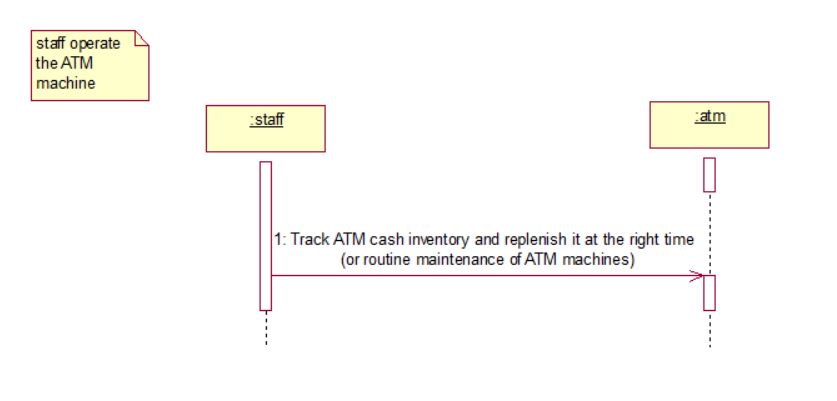 staff operate
the ATM
machine
:staff
:atm
1: Track ATM cash inventory and replenish it at the right time
(or routine maintenance of ATM machines)